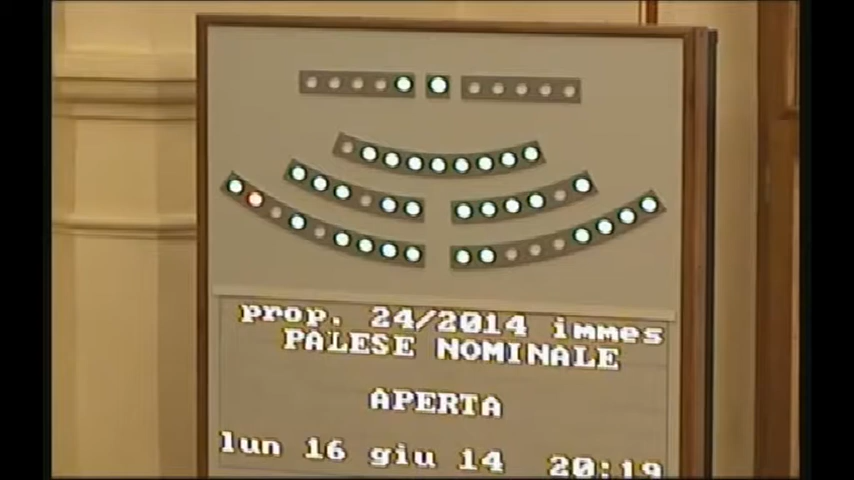 prop. 24/2014 immes
PALESE NOMINALE
APERTA
lun 16 giu 14 20:19